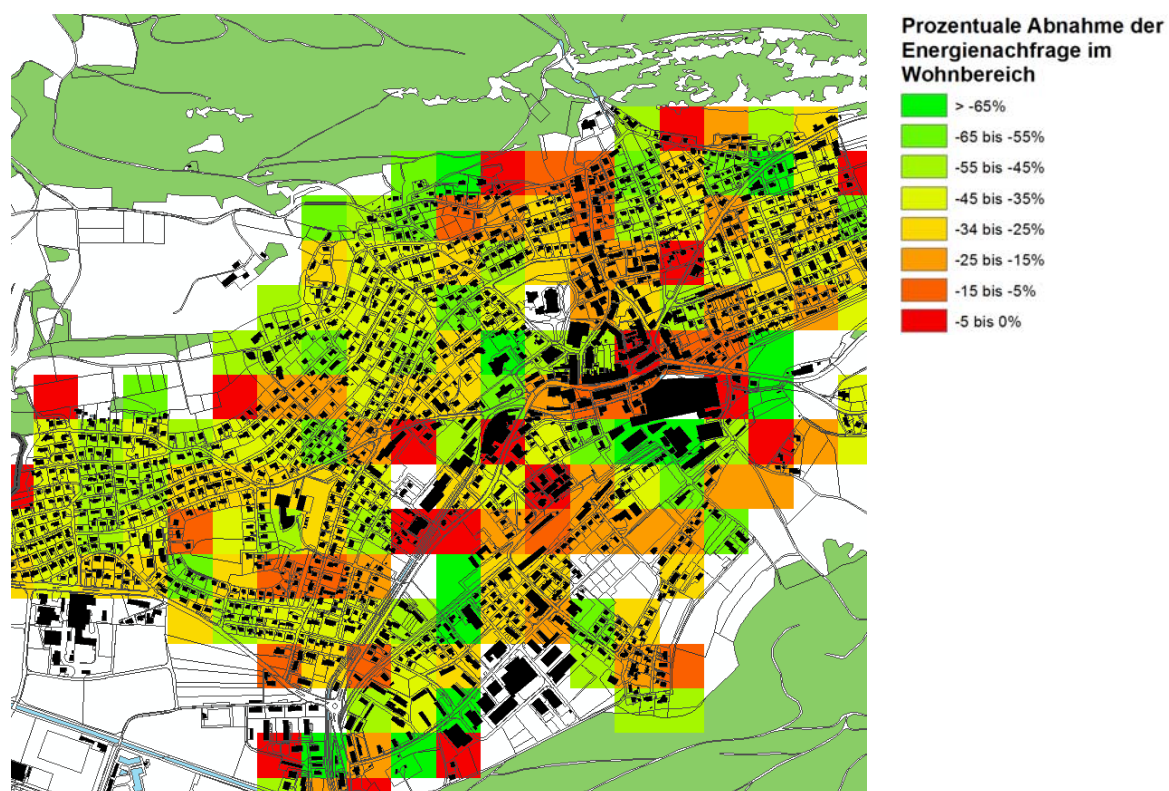 Prozentuale Abnahme der
Energienachfrage im
Wohnbereich
> -65%
-65 bis -55%
-55 bis -45%
-45 bis -35%
-34 bis -25%
-25 bis -15%
-15 bis -5%
-5 bis 0%